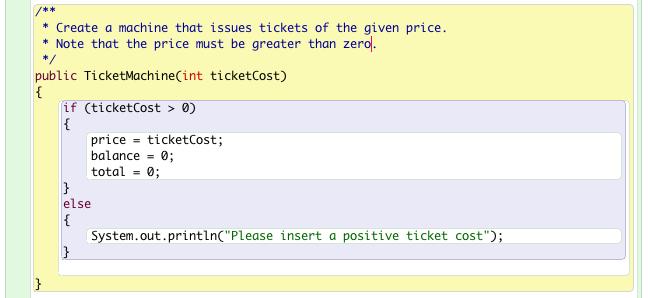 /**
 * Create a machine that issues tickets of the given price.
 * Note that the price must be greater than zero.
 */
public TicketMachine(int ticketCost)
{
    if (ticketCost > 0)
    {
        price = ticketCost;
        balance = 0;
        total = 0;
    }
    else
    {
        System.out.println("Please insert a positive ticket cost");
    }
}